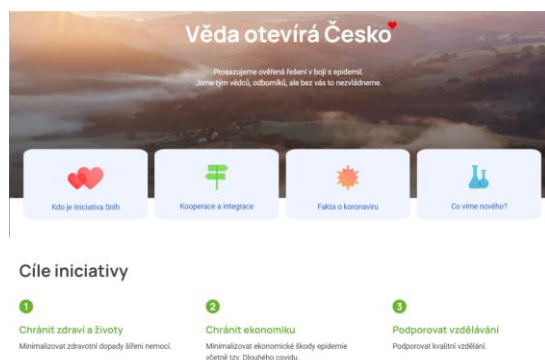 Věda otevírá Česko
Prosazujeme ověřená řešení v boji s epidemií.
Jsme tým vědců, odborníků, ale bez vás to nezvládneme.
Kdo je Iniciativa Sníh
Kooperace a integrace
Fakta o koronaviru
Co víme nového?
Cíle iniciativy
1
2
3
Chránit zdraví a životy
Chránit ekonomiku
Podporovat vzdělávání
Minimalizovat zdravotní dopady šíření nemoci.
Minimalizovat ekonomické škody epidemie
včetně tzv. Dlouhého covidu.
Podporovat kvalitní vzdělání.